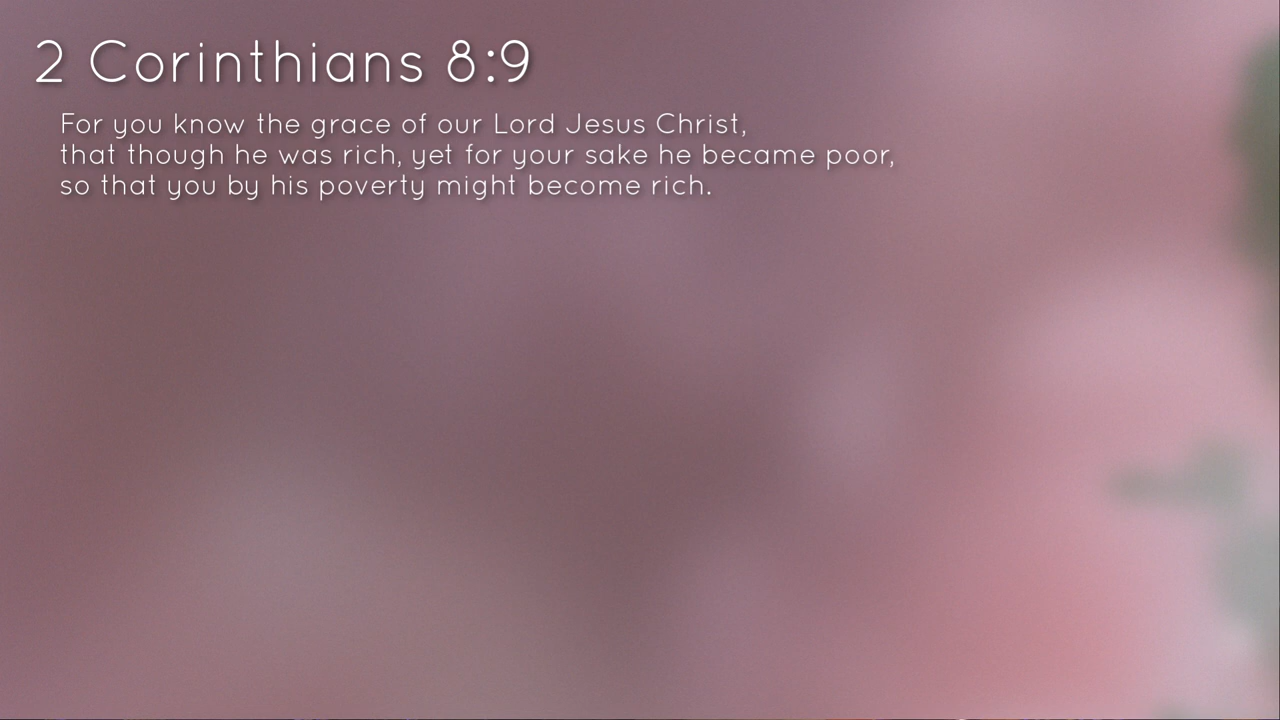 2 Corinthians 8:9
For you know the grace of our Lord Jesus Christ,
that though he was rich, yet for your sake he became poor,
so that you by his poverty might become rich.